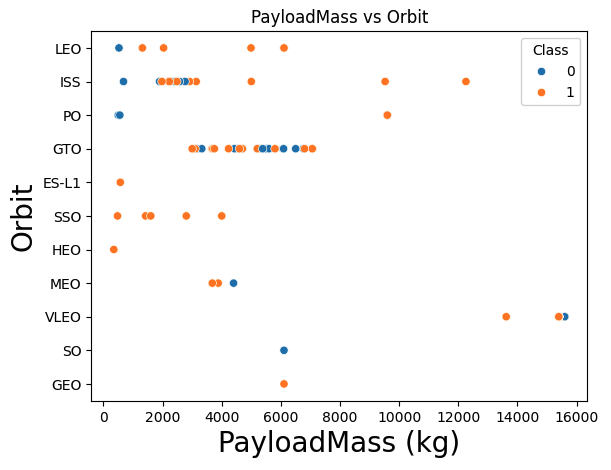 PayloadMass vs Orbit
Class
0
1
LEO
ISS
PO
GTO
ES-L1
SSO
HEO
MEO
VLEO
SO
GEO
Orbit
0
2000
4000
6000
8000
10000
12000
14000
16000
PayloadMass (kg)